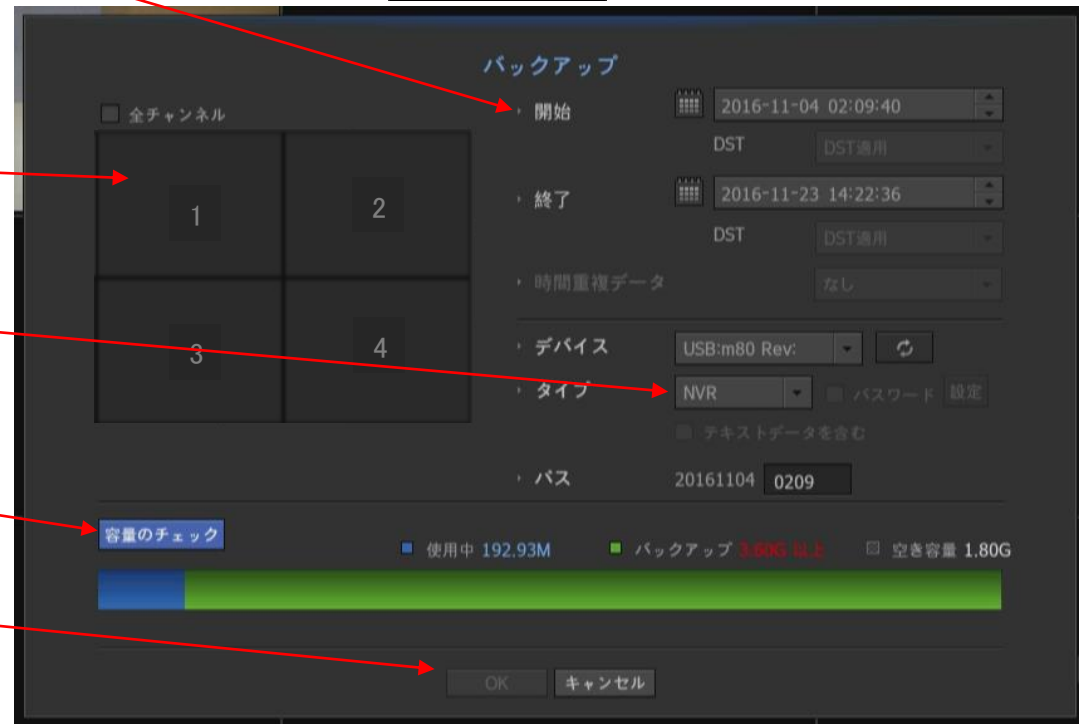 バックアップ
全チャンネル
開始 2016-11-04 02:09:40
DST DST適用
1 2
終了 2016-11-23 14:22:36
DST DST適用
時間重複データ なし
3 4
デバイス USB:m80 Rev:
タイプ NVR パスワード 設定
テキストデータを含む
パス 20161104 0209
容量のチェック
使用中 192.93M バックアップ 3.60G 以上 空き容量 1.80G
OK キャンセル